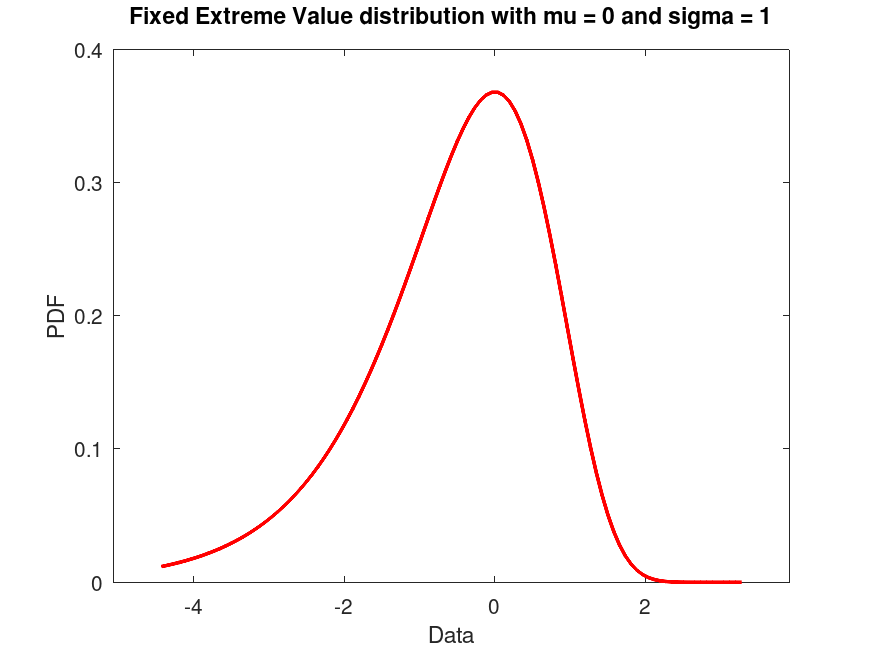 Fixed Extreme Value distribution with mu = 0 and sigma = 1
0.4
0.3
0.2
0.1
0
PDF
-4 -2 0 2
Data